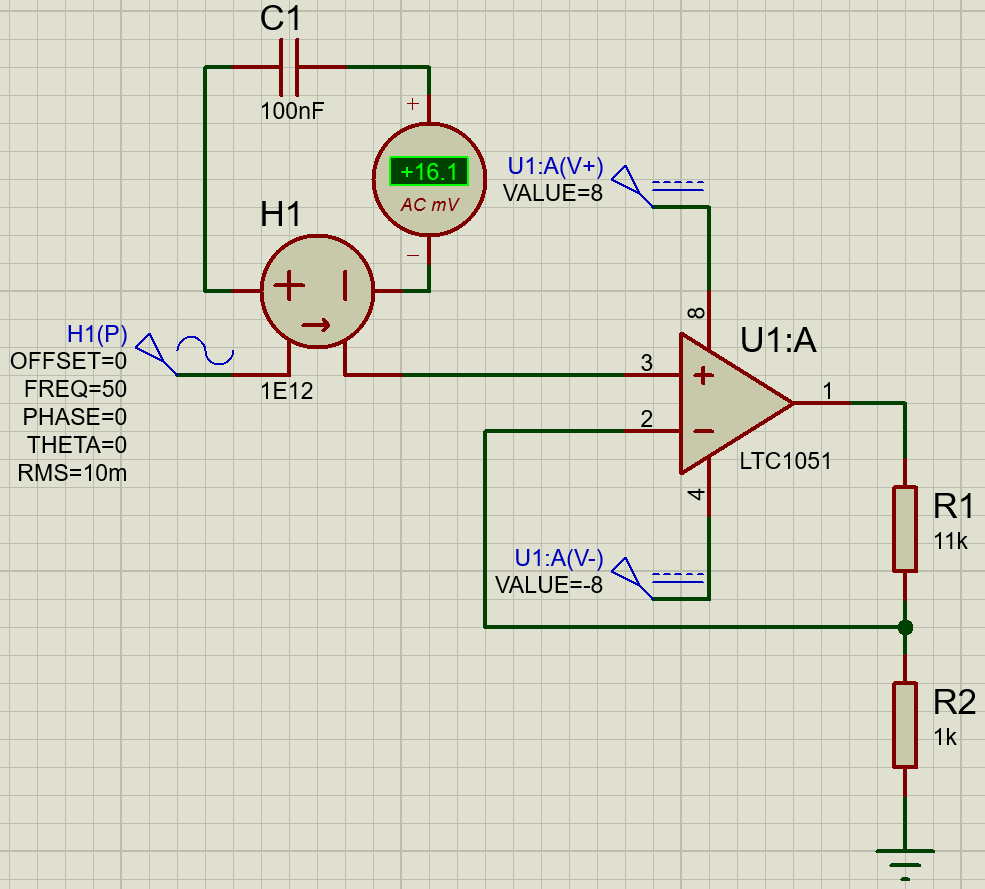 C1
100nF
+
+16.1
AC mV
−
H1
1E12
H1(P)
OFFSET=0
FREQ=50
PHASE=0
THETA=0
RMS=10m
U1:A(V+)
VALUE=8
8
3
2
1
4
U1:A
LTC1051
U1:A(V-)
VALUE=-8
R1
11k
R2
1k